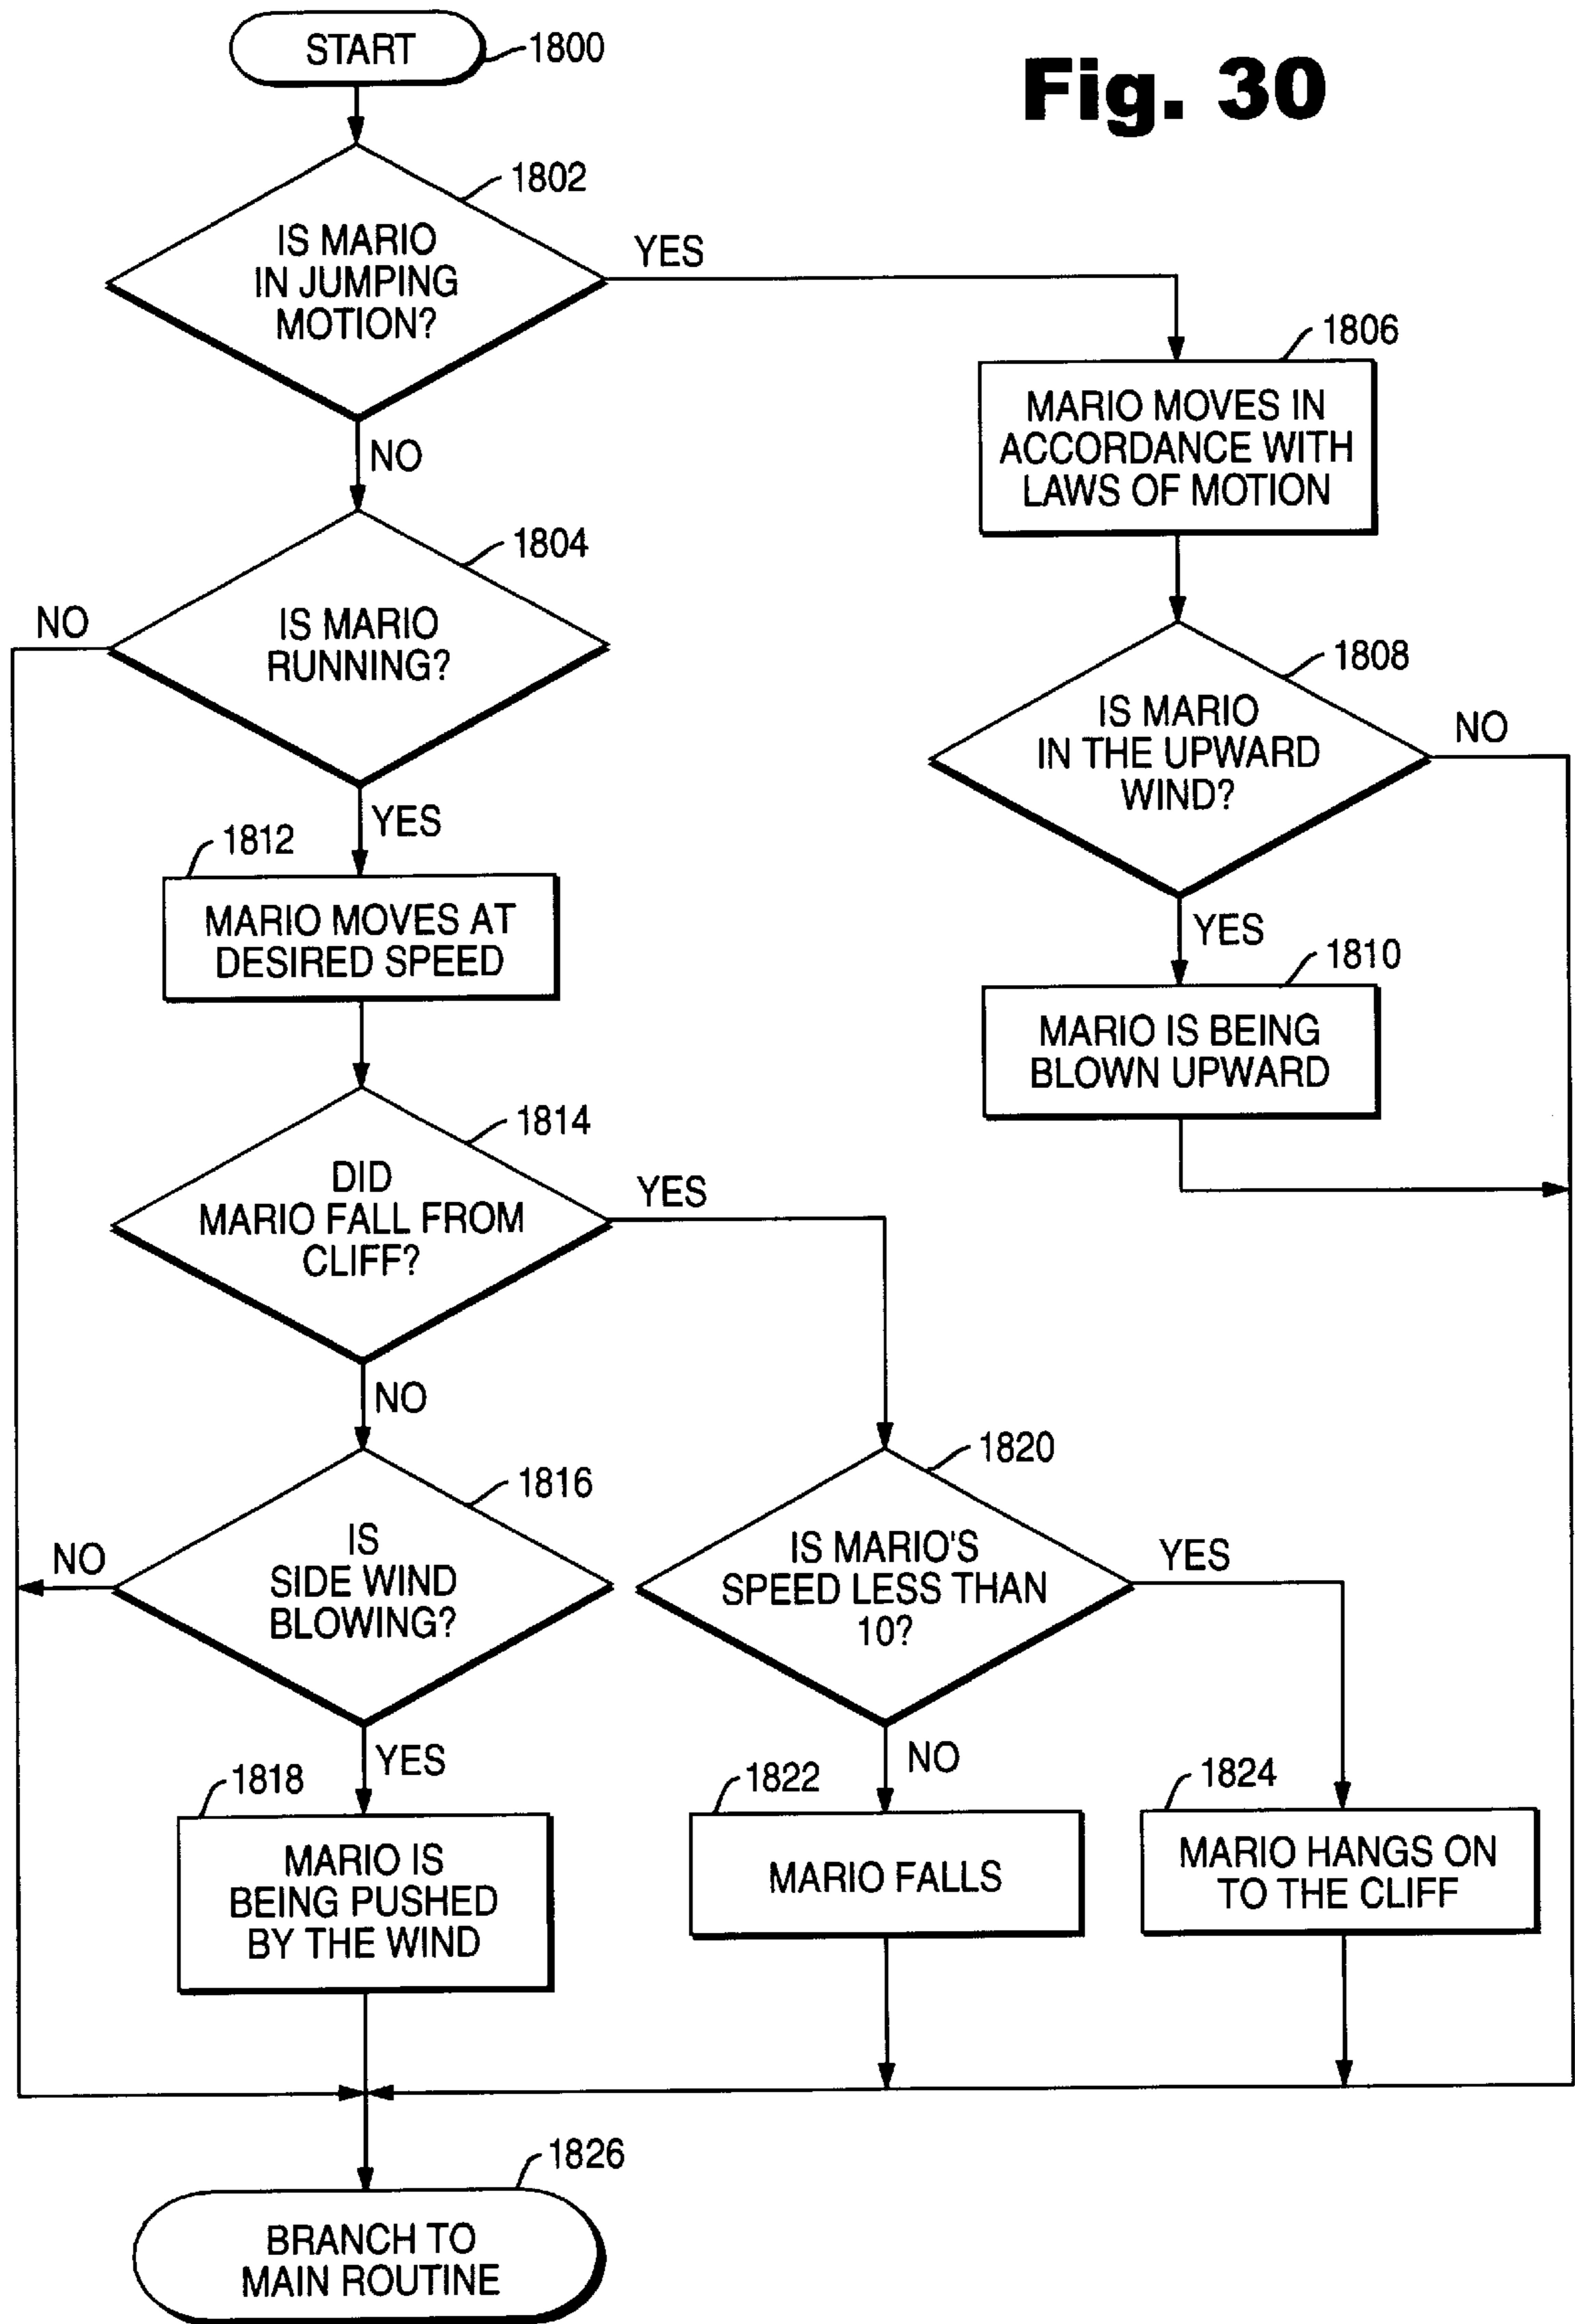 START
1800
Fig. 30
1802
IS MARIO
IN JUMPING
MOTION?
YES
NO
1806
MARIO MOVES IN
ACCORDANCE WITH
LAWS OF MOTION
1804
IS MARIO
RUNNING?
NO
YES
1808
IS MARIO
IN THE UPWARD
WIND?
NO
YES
1812
MARIO MOVES AT
DESIRED SPEED
1810
MARIO IS BEING
BLOWN UPWARD
1814
DID
MARIO FALL FROM
CLIFF?
YES
NO
1816
IS
SIDE WIND
BLOWING?
NO
YES
1820
IS MARIO'S
SPEED LESS THAN
10?
YES
NO
1818
MARIO IS
BEING PUSHED
BY THE WIND
1822
MARIO FALLS
1824
MARIO HANGS ON
TO THE CLIFF
1826
BRANCH TO
MAIN ROUTINE